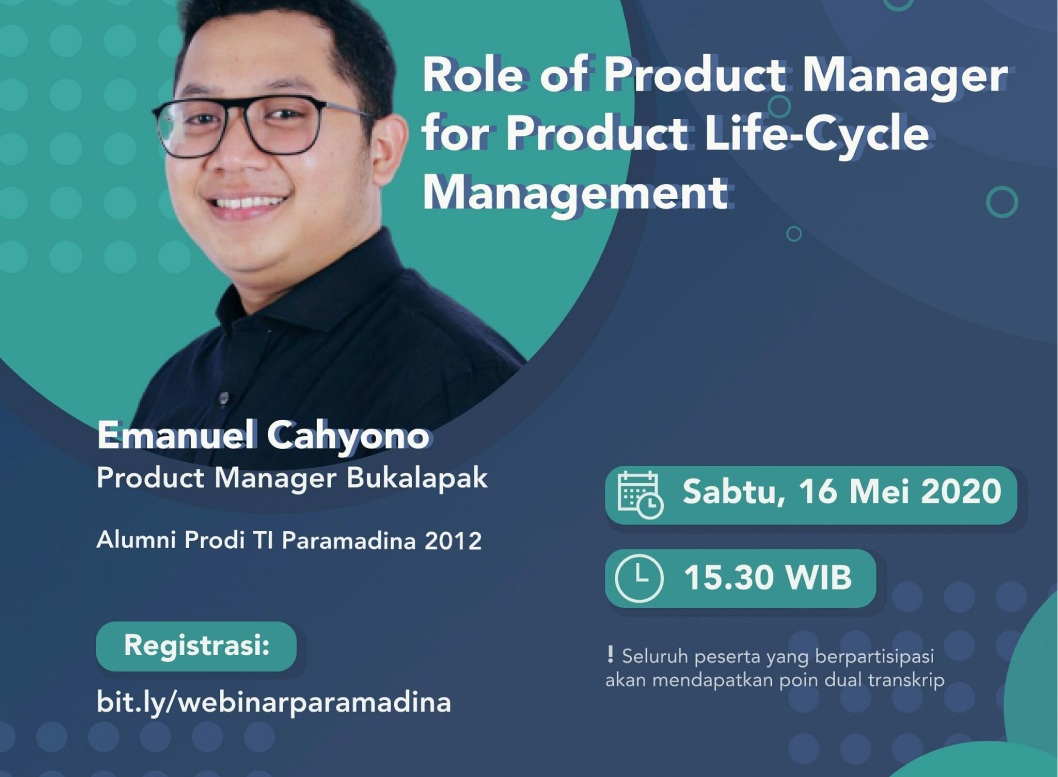 Role of Product Manager
for Product Life-Cycle
Management
Emanuel Cahyono
Product Manager Bukalapak
Alumni Prodi TI Paramadina 2012
Registrasi:
bit.ly/webinarparamadina
Sabtu, 16 Mei 2020
15.30 WIB
! Seluruh peserta yang berpartisipasi
akan mendapatkan poin dual transkrip